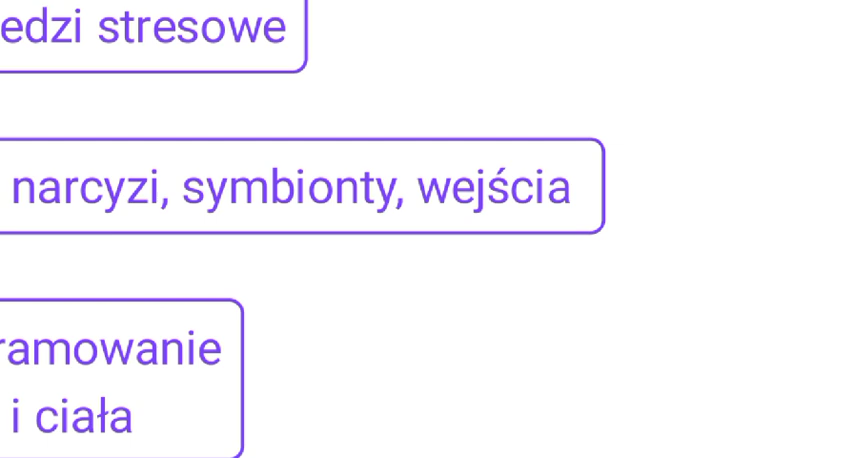 edzi stresowe
narcyzi, symbionty, wejścia
ramowanie
i ciała